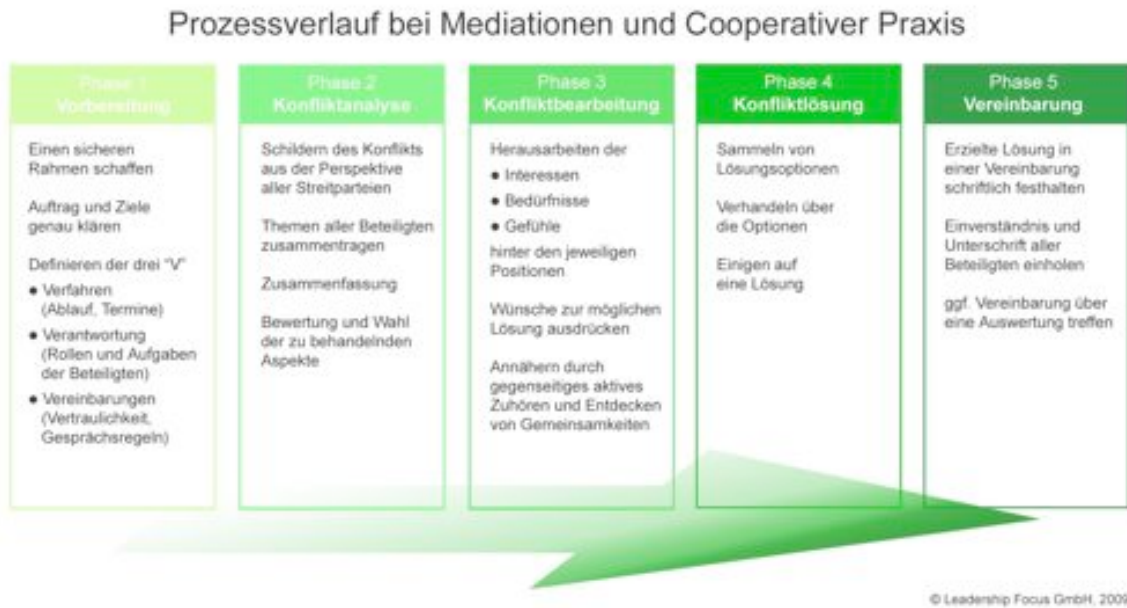 Prozessverlauf bei Mediationen und Cooperativer Praxis
Phase 1
Vorbereitung
Einen sicheren
Rahmen schaffen
Auftrag und Ziele
genau klären
Definieren der drei "V"
● Verfahren
(Ablauf, Termine)
● Verantwortung
(Rollen und Aufgaben
der Beteiligten)
● Vereinbarungen
(Vertraulichkeit,
Gesprächsregeln)
Phase 2
Konfliktanalyse
Schildern des Konflikts
aus der Perspektive
aller Streitparteien
Themen aller Beteiligten
zusammentragen
Zusammenfassung
Bewertung und Wahl
der zu behandelnden
Aspekte
Phase 3
Konfliktbearbeitung
Herausarbeiten der
● Interessen
● Bedürfnisse
● Gefühle
hinter den jeweiligen
Positionen
Wünsche zur möglichen
Lösung ausdrücken
Annähern durch
gegenseitiges aktives
Zuhören und Entdecken
von Gemeinsamkeiten
Phase 4
Konfliktlösung
Sammeln von
Lösungsoptionen
Verhandeln über
die Optionen
Einigen auf
eine Lösung
Phase 5
Vereinbarung
Erzielte Lösung in
einer Vereinbarung
schriftlich festhalten
Einverständnis und
Unterschrift aller
Beteiligten einholen
ggf. Vereinbarung über
eine Auswertung treffen
© Leadership Focus GmbH, 2009